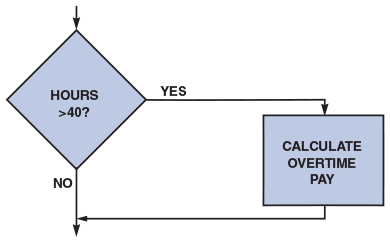 HOURS
>40?
YES
CALCULATE
OVERTIME
PAY
NO